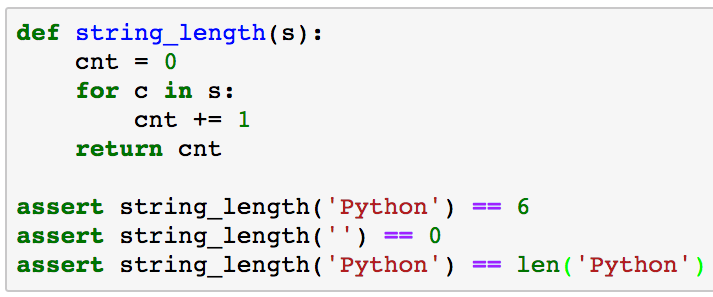 def string_length(s):
    cnt = 0
    for c in s:
        cnt += 1
    return cnt
assert string_length('Python') == 6
assert string_length('') == 0
assert string_length('Python') == len('Python')